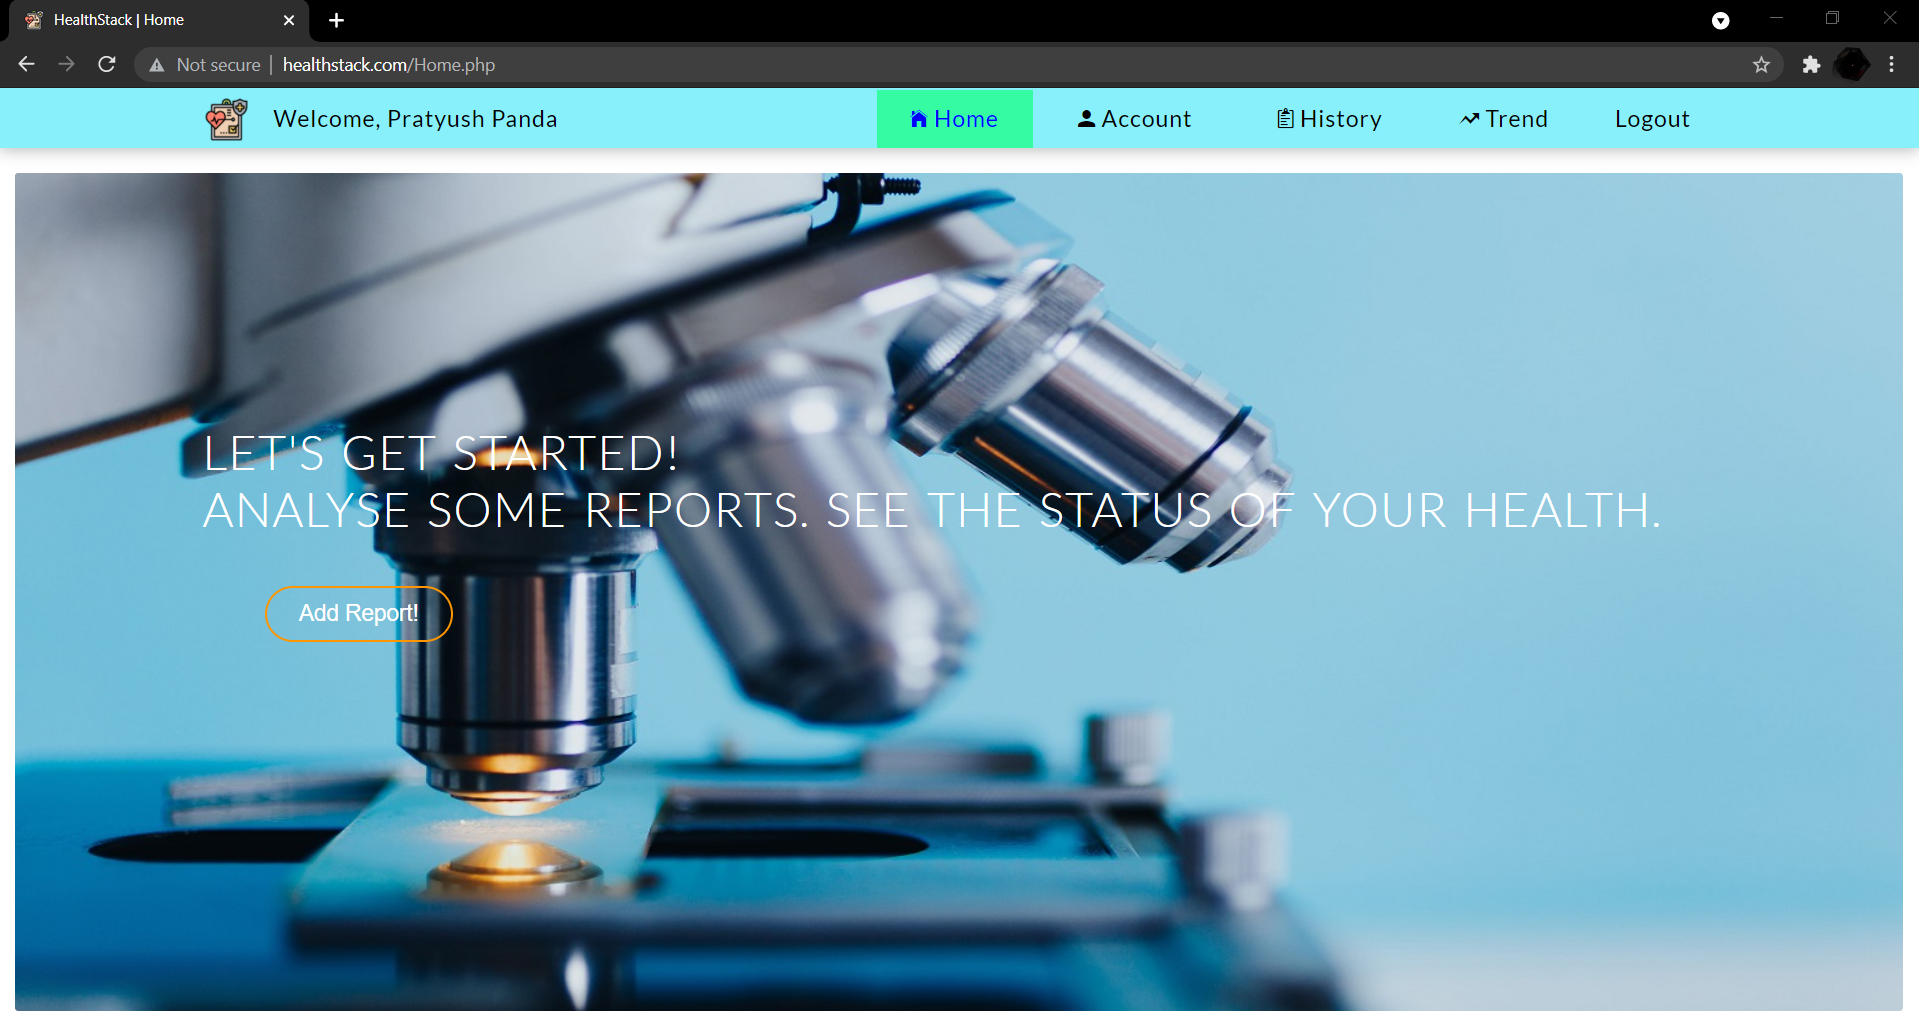 HealthStack | Home
Not secure | healthstack.com/Home.php
Welcome, Pratyush Panda Home Account History Trend Logout
LET'S GET STARTED!
ANALYSE SOME REPORTS. SEE THE STATUS OF YOUR HEALTH.
Add Report!